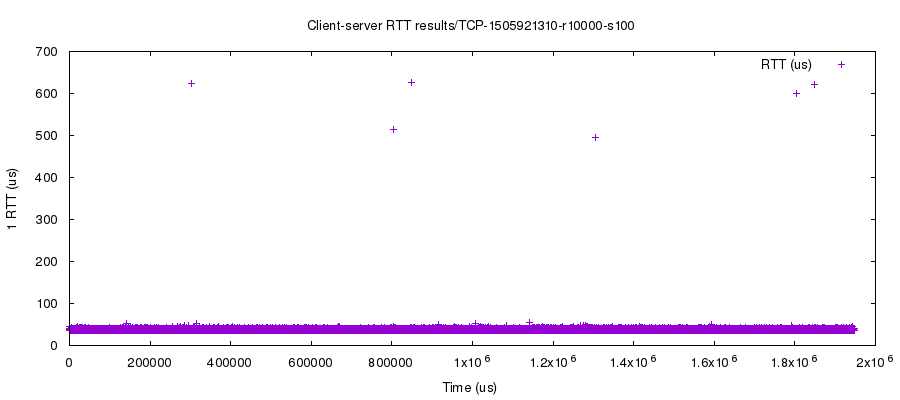 Client-server RTT results/TCP-1505921310-r10000-s100
700
600
500
400
300
200
100
0
1 RTT (us)
RTT (us)
0 200000 400000 600000 800000 1x10^6 1.2x10^6 1.4x10^6 1.6x10^6 1.8x10^6 2x10^6
Time (us)